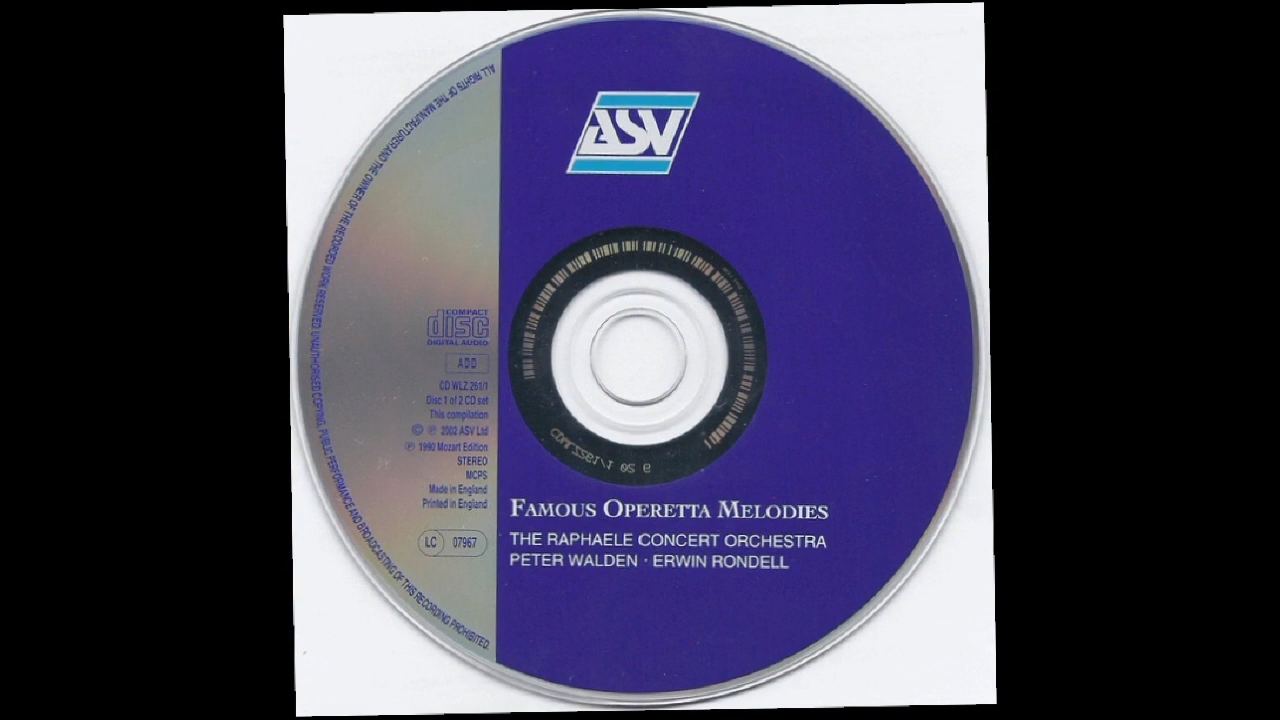 ALL RIGHTS OF THE MANUFACTURER AND THE OWNER OF THE RECORDED WORK RESERVED. UNAUTHORISED COPYING, PUBLIC PERFORMANCE AND BROADCASTING OF THIS RECORDING PROHIBITED.
ASV
COMPACT
disc
DIGITAL AUDIO
ADD
CD WLZ 261/1
Disc 1 of 2 CD set
This compilation
© ℗ 2002 ASV Ltd
℗ 1990 Mozart Edition
STEREO
MCPS
Made in England
Printed in England
LC 07967
FAMOUS OPERETTA MELODIES
THE RAPHAELE CONCERT ORCHESTRA
PETER WALDEN · ERWIN RONDELL